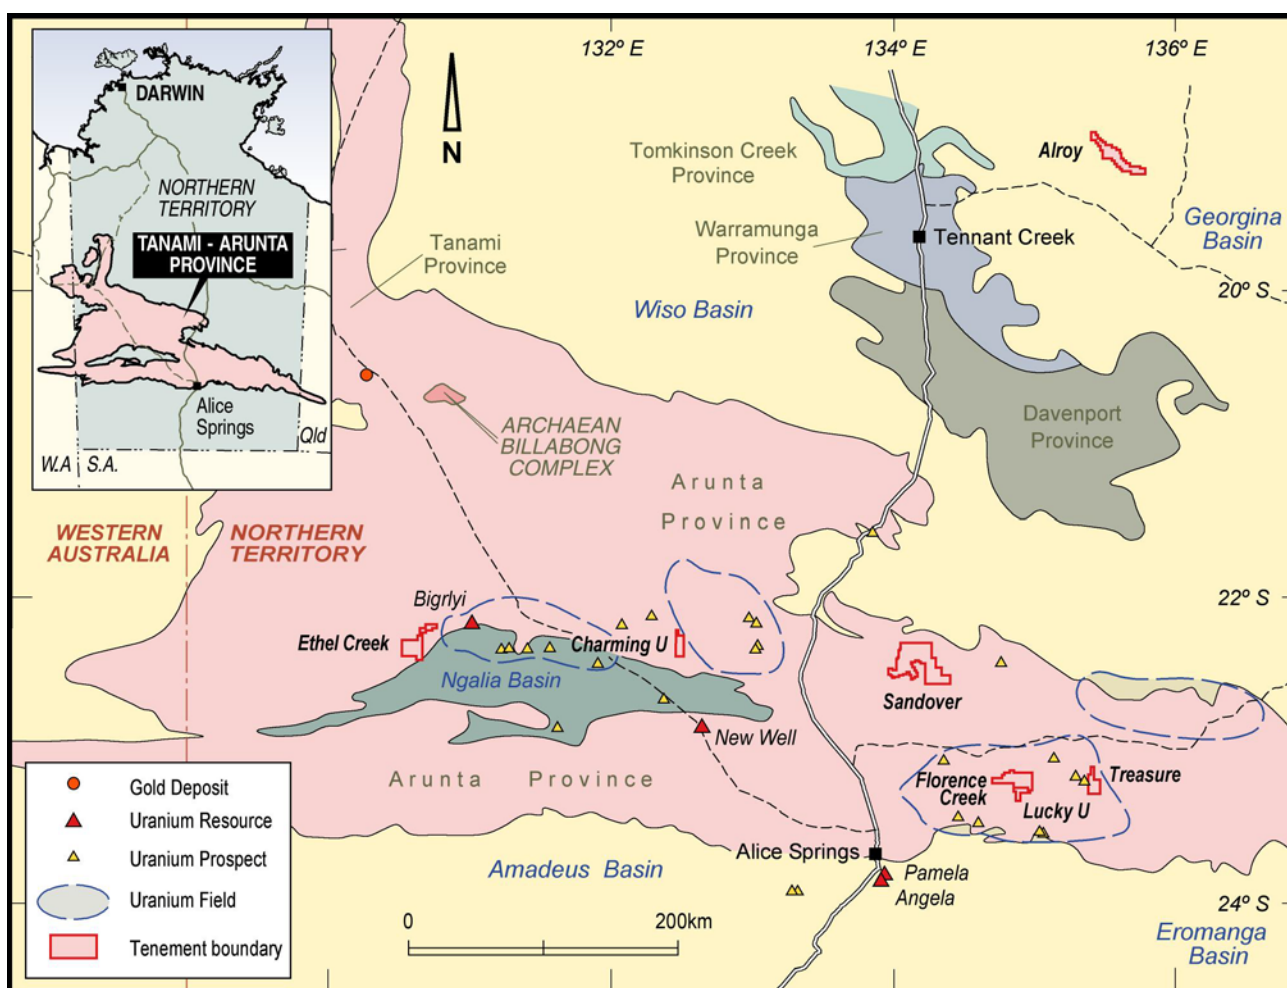 132º E
134º E
136º E
DARWIN
NORTHERN
TERRITORY
TANAMI - ARUNTA
PROVINCE
Alice
Springs
Qld
W.A
S.A.
N
Tomkinson Creek
Province
Alroy
Georgina
Basin
Warramunga
Province
Tennant Creek
Tanami
Province
Wiso Basin
20º S
ARCHAEAN
BILLABONG
COMPLEX
Davenport
Province
Arunta
Province
WESTERN
AUSTRALIA
NORTHERN
TERRITORY
22º S
Bigrlyi
Ethel Creek
Charming U
Ngalia Basin
Sandover
New Well
Arunta Province
Florence
Creek
Lucky U
Treasure
Alice Springs
Pamela
Angela
Amadeus Basin
24º S
Eromanga
Basin
0
200km
Gold Deposit
Uranium Resource
Uranium Prospect
Uranium Field
Tenement boundary